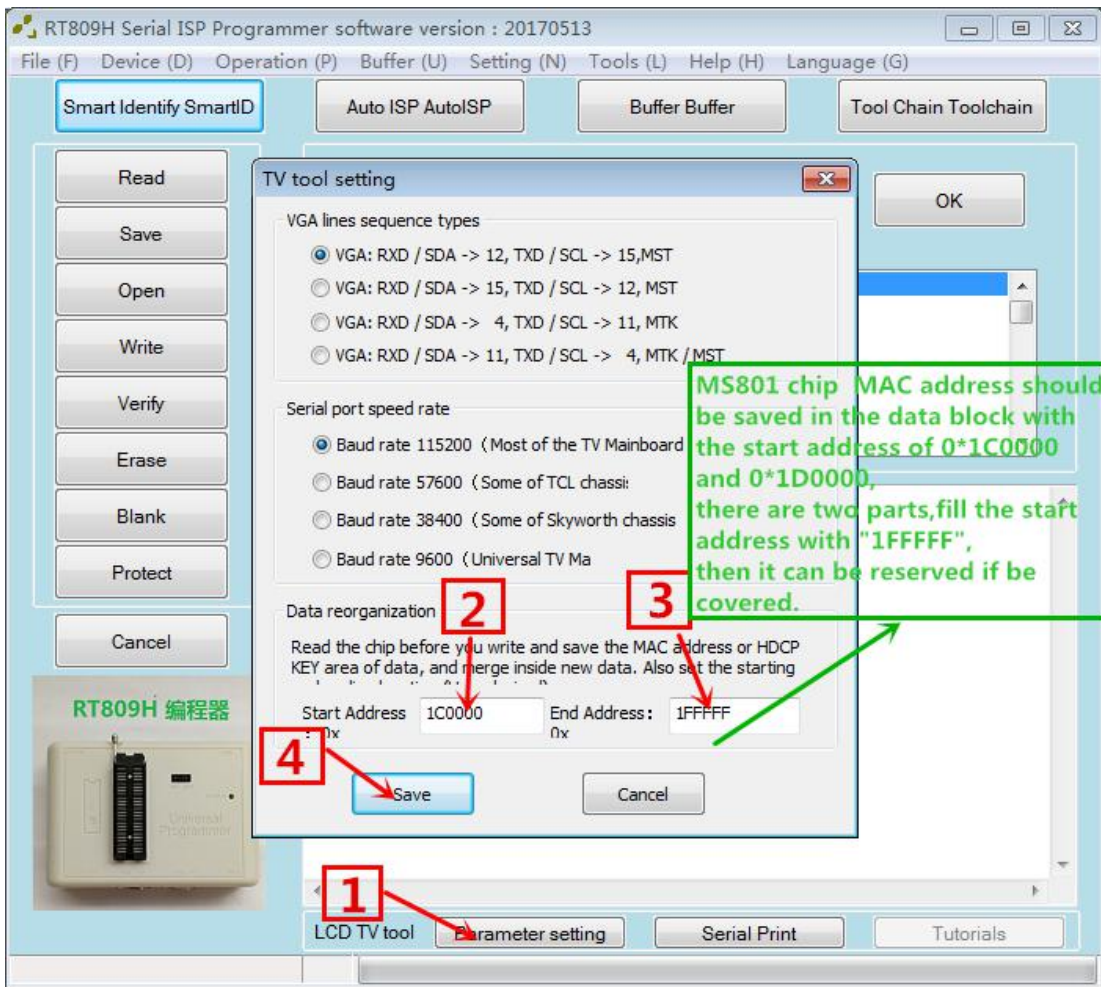 RT809H Serial ISP Programmer software version : 20170513
File (F) Device (D) Operation (P) Buffer (U) Setting (N) Tools (L) Help (H) Language (G)
Smart Identify SmartID
Auto ISP AutoISP
Buffer Buffer
Tool Chain Toolchain
Read
Save
Open
Write
Verify
Erase
Blank
Protect
Cancel
RT809H 编程器
Universal
Programmer
OK
TV tool setting
VGA lines sequence types
VGA: RXD / SDA -> 12, TXD / SCL -> 15,MST
VGA: RXD / SDA -> 15, TXD / SCL -> 12, MST
VGA: RXD / SDA -> 4, TXD / SCL -> 11, MTK
VGA: RXD / SDA -> 11, TXD / SCL -> 4, MTK / MST
Serial port speed rate
Baud rate 115200 (Most of the TV Mainboard
Baud rate 57600 (Some of TCL chassis
Baud rate 38400 (Some of Skyworth chassis
Baud rate 9600 (Universal TV Ma
MS801 chip MAC address should
be saved in the data block with
the start address of 0*1C0000
and 0*1D0000,
there are two parts,fill the start
address with "1FFFFF",
then it can be reserved if be
covered.
Data reorganization
2
3
Read the chip before you write and save the MAC address or HDCP
KEY area of data, and merge inside new data. Also set the starting
Start Address : 0x
1C0000
End Address: 0x
1FFFFF
4
Save
Cancel
1
LCD TV tool
Parameter setting
Serial Print
Tutorials